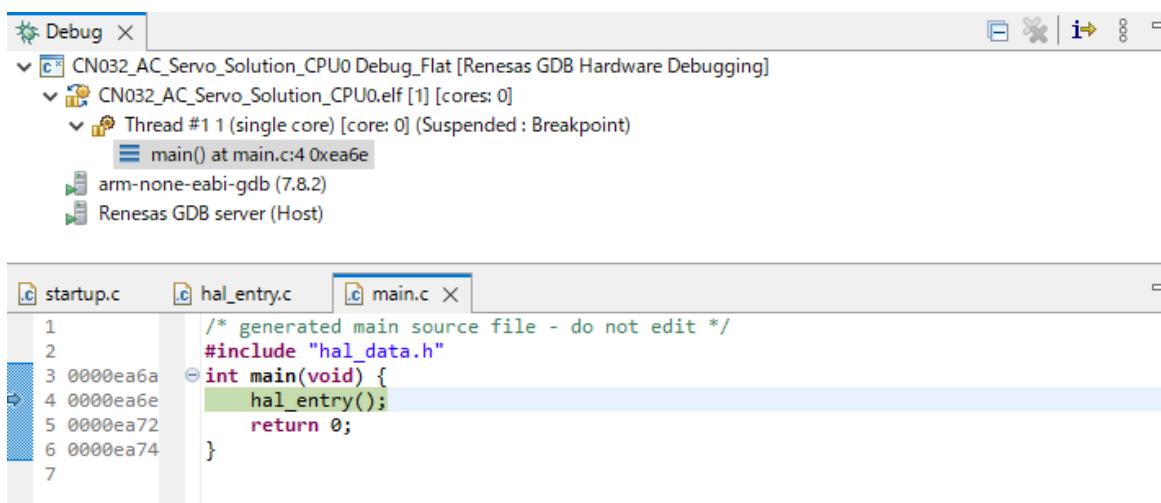 Debug
CN032_AC_Servo_Solution_CPU0 Debug_Flat [Renesas GDB Hardware Debugging]
CN032_AC_Servo_Solution_CPU0.elf [1] [cores: 0]
Thread #1 1 (single core) [core: 0] (Suspended : Breakpoint)
main() at main.c:4 0xea6e
arm-none-eabi-gdb (7.8.2)
Renesas GDB server (Host)
startup.c hal_entry.c main.c
1 /* generated main source file - do not edit */
2 #include "hal_data.h"
3 0000ea6a int main(void) {
4 0000ea6e hal_entry();
5 0000ea72 return 0;
6 0000ea74 }
7